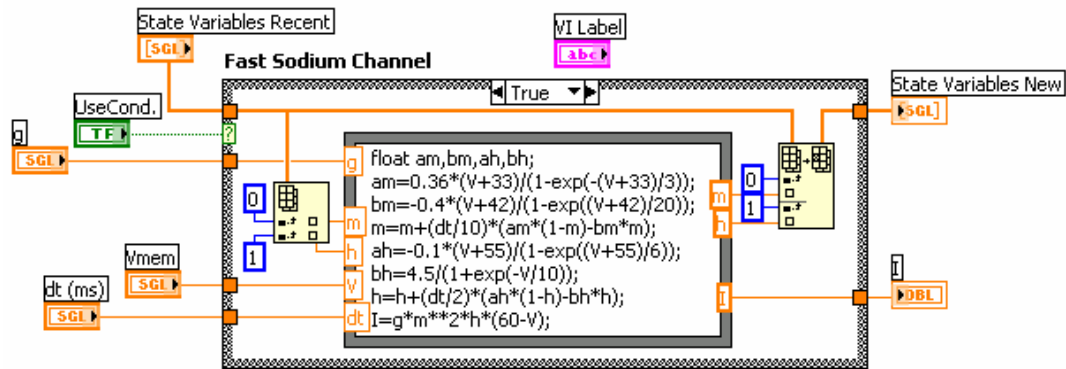 State Variables Recent
[SGL]
VI Label
abc
Fast Sodium Channel
True
State Variables New
[SGL]
UseCond.
TF
?
g
SGL
g
float am,bm,ah,bh;
am=0.36*(V+33)/(1-exp(-(V+33)/3));
bm=-0.4*(V+42)/(1-exp((V+42)/20));
m=m+(dt/10)*(am*(1-m)-bm*m);
ah=-0.1*(V+55)/(1-exp((V+55)/6));
bh=4.5/(1+exp(-V/10));
h=h+(dt/2)*(ah*(1-h)-bh*h);
I=g*m**2*h*(60-V);
0
1
m
h
V
dt
m
h
I
0
1
Vmem
SGL
dt (ms)
SGL
I
DBL